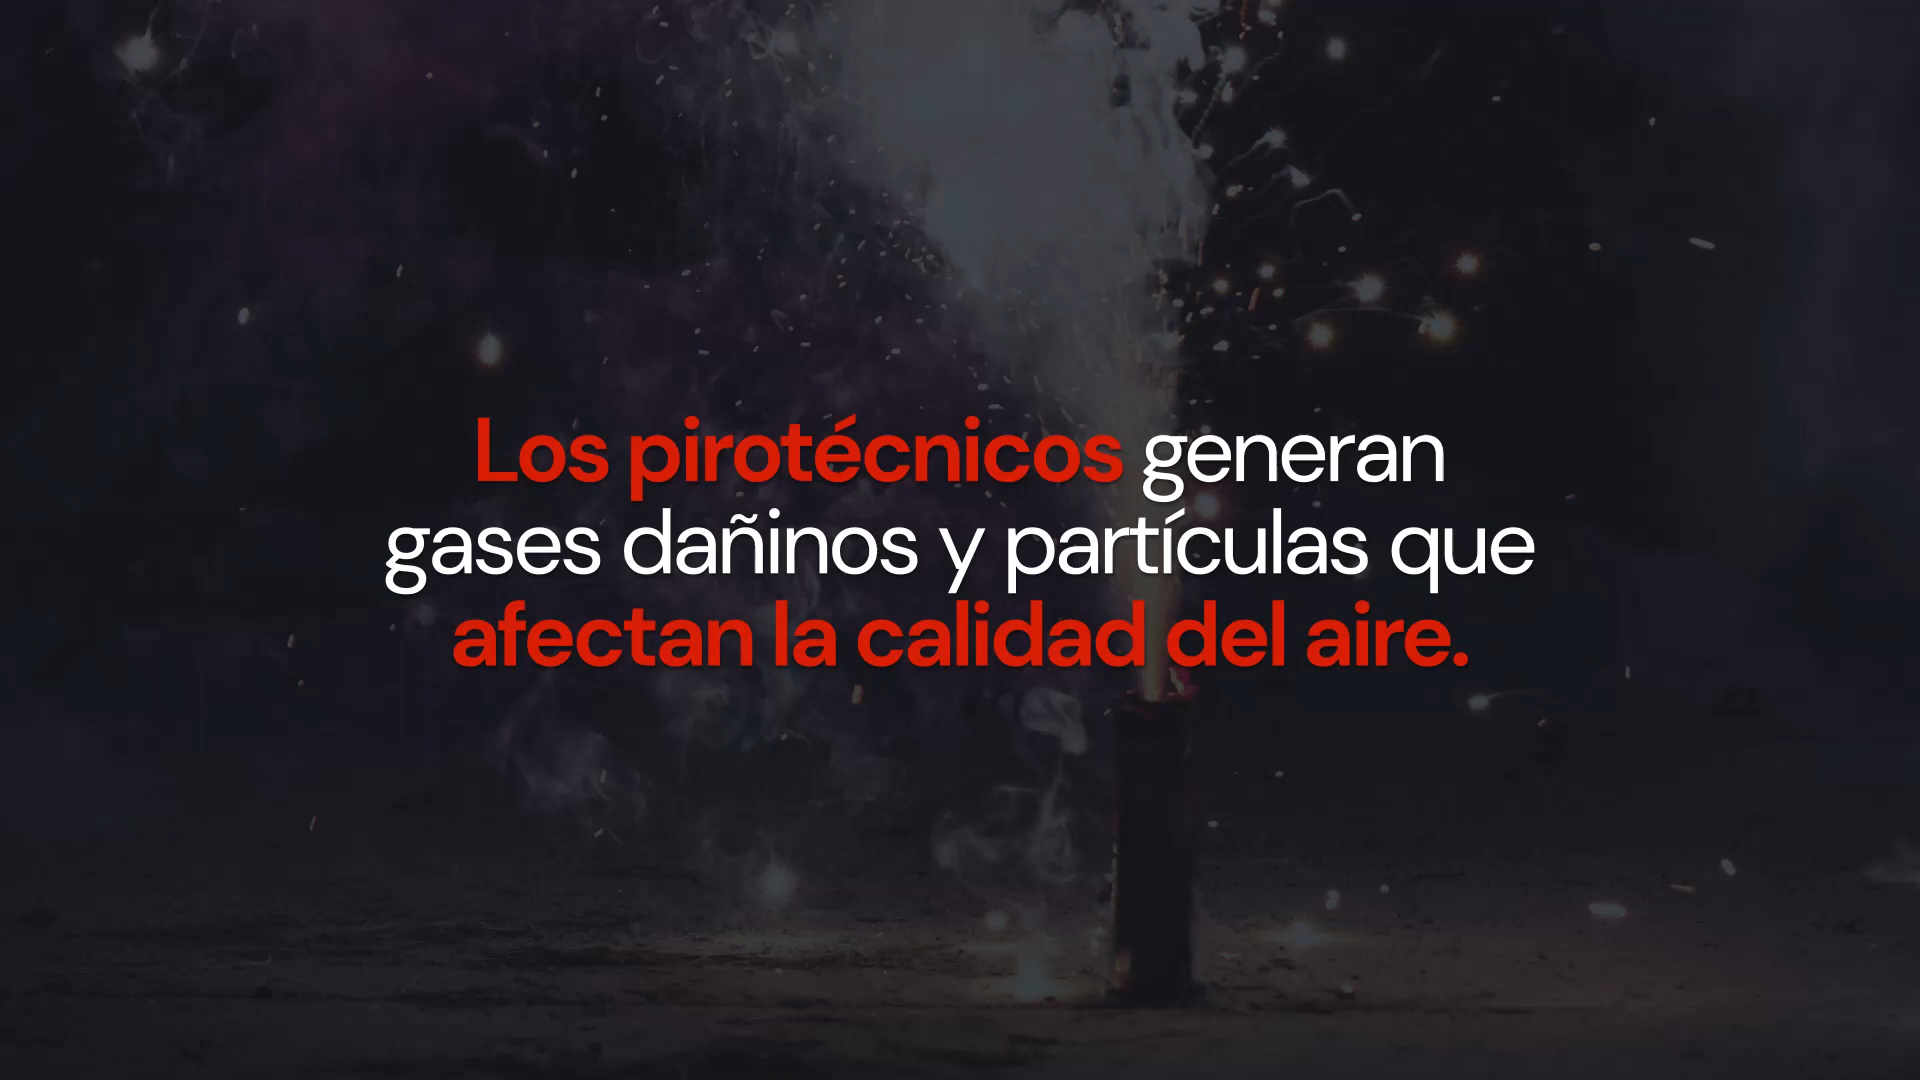 Los pirotécnicos generan
gases dañinos y partículas que
afectan la calidad del aire.